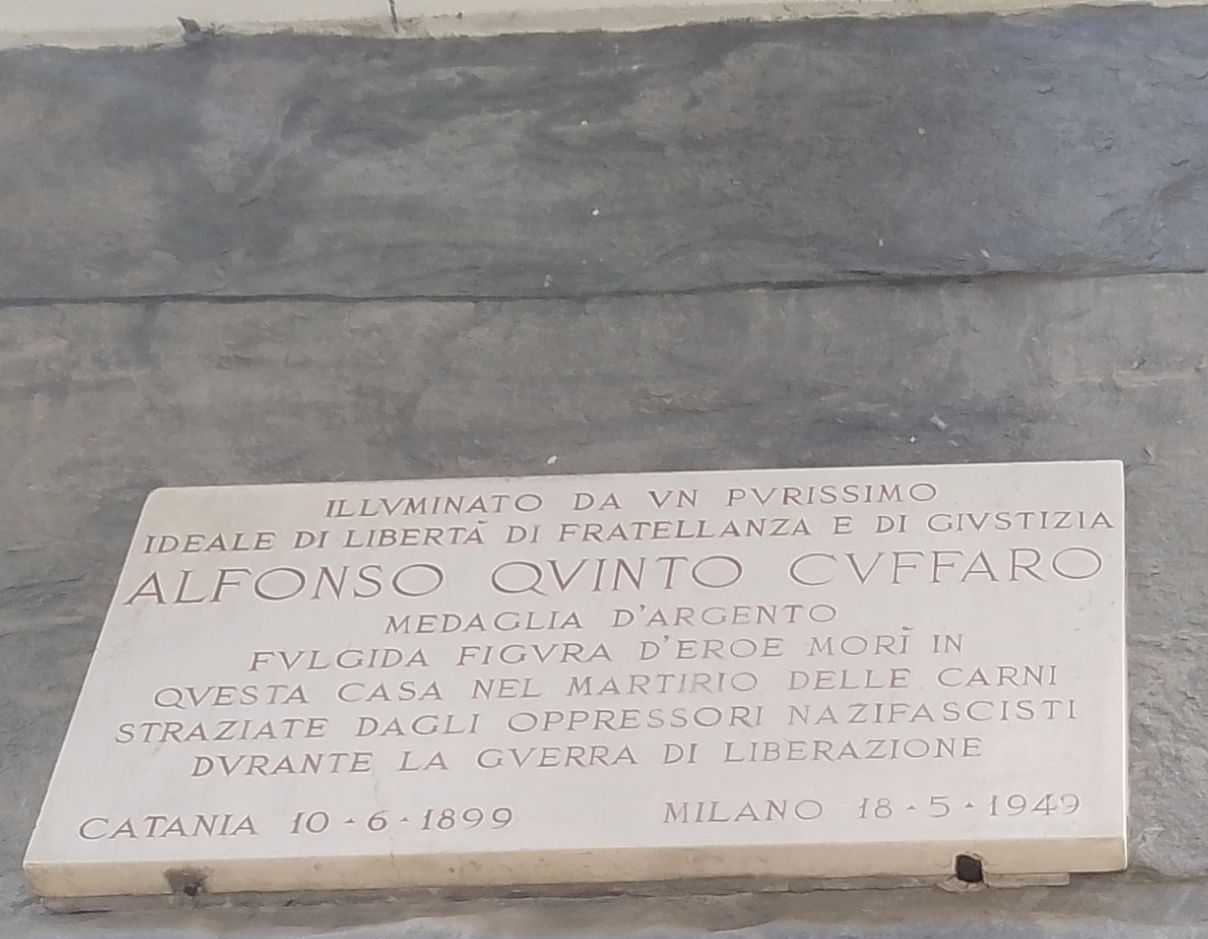 ILLVMINATO DA VN PVRISSIMO
IDEALE DI LIBERTÀ DI FRATELLANZA E DI GIVSTIZIA
ALFONSO QVINTO CVFFARO
MEDAGLIA D'ARGENTO
FVLGIDA FIGVRA D'EROE MORÌ IN
QVESTA CASA NEL MARTIRIO DELLE CARNI
STRAZIATE DAGLI OPPRESSORI NAZIFASCISTI
DVRANTE LA GVERRA DI LIBERAZIONE
CATANIA 10-6-1899 MILANO 18-5-1949